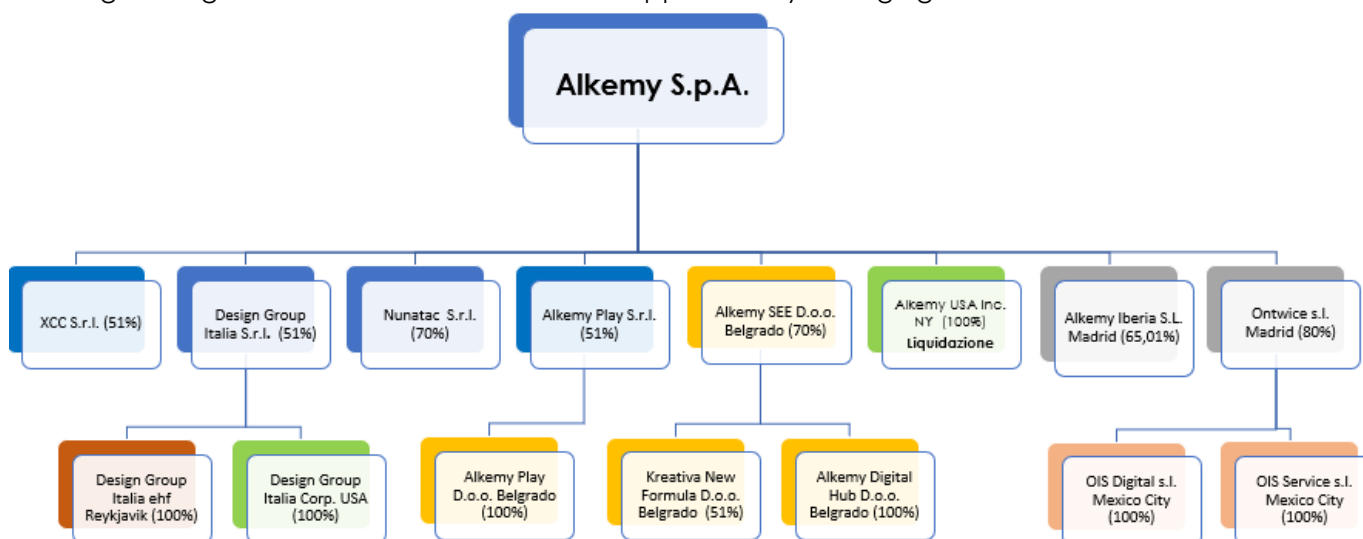 Alkemy S.p.A.
XCC S.r.l. (51%)
Design Group
Italia S.r.l. (51%)
Nunatac S.r.l.
(70%)
Alkemy Play S.r.l.
(51%)
Alkemy SEE D.o.o.
Belgrado (70%)
Alkemy USA Inc.
NY (100%)
Liquidazione
Alkemy Iberia S.L.
Madrid (65,01%)
Ontwice s.l.
Madrid (80%)
Design Group
Italia ehf
Reykjavik (100%)
Design Group
Italia Corp. USA
(100%)
Alkemy Play
D.o.o. Belgrado
(100%)
Kreativa New
Formula D.o.o.
Belgrado (51%)
Alkemy Digital
Hub D.o.o.
Belgrado (100%)
OIS Digital s.l.
Mexico City
(100%)
OIS Service s.l.
Mexico City
(100%)